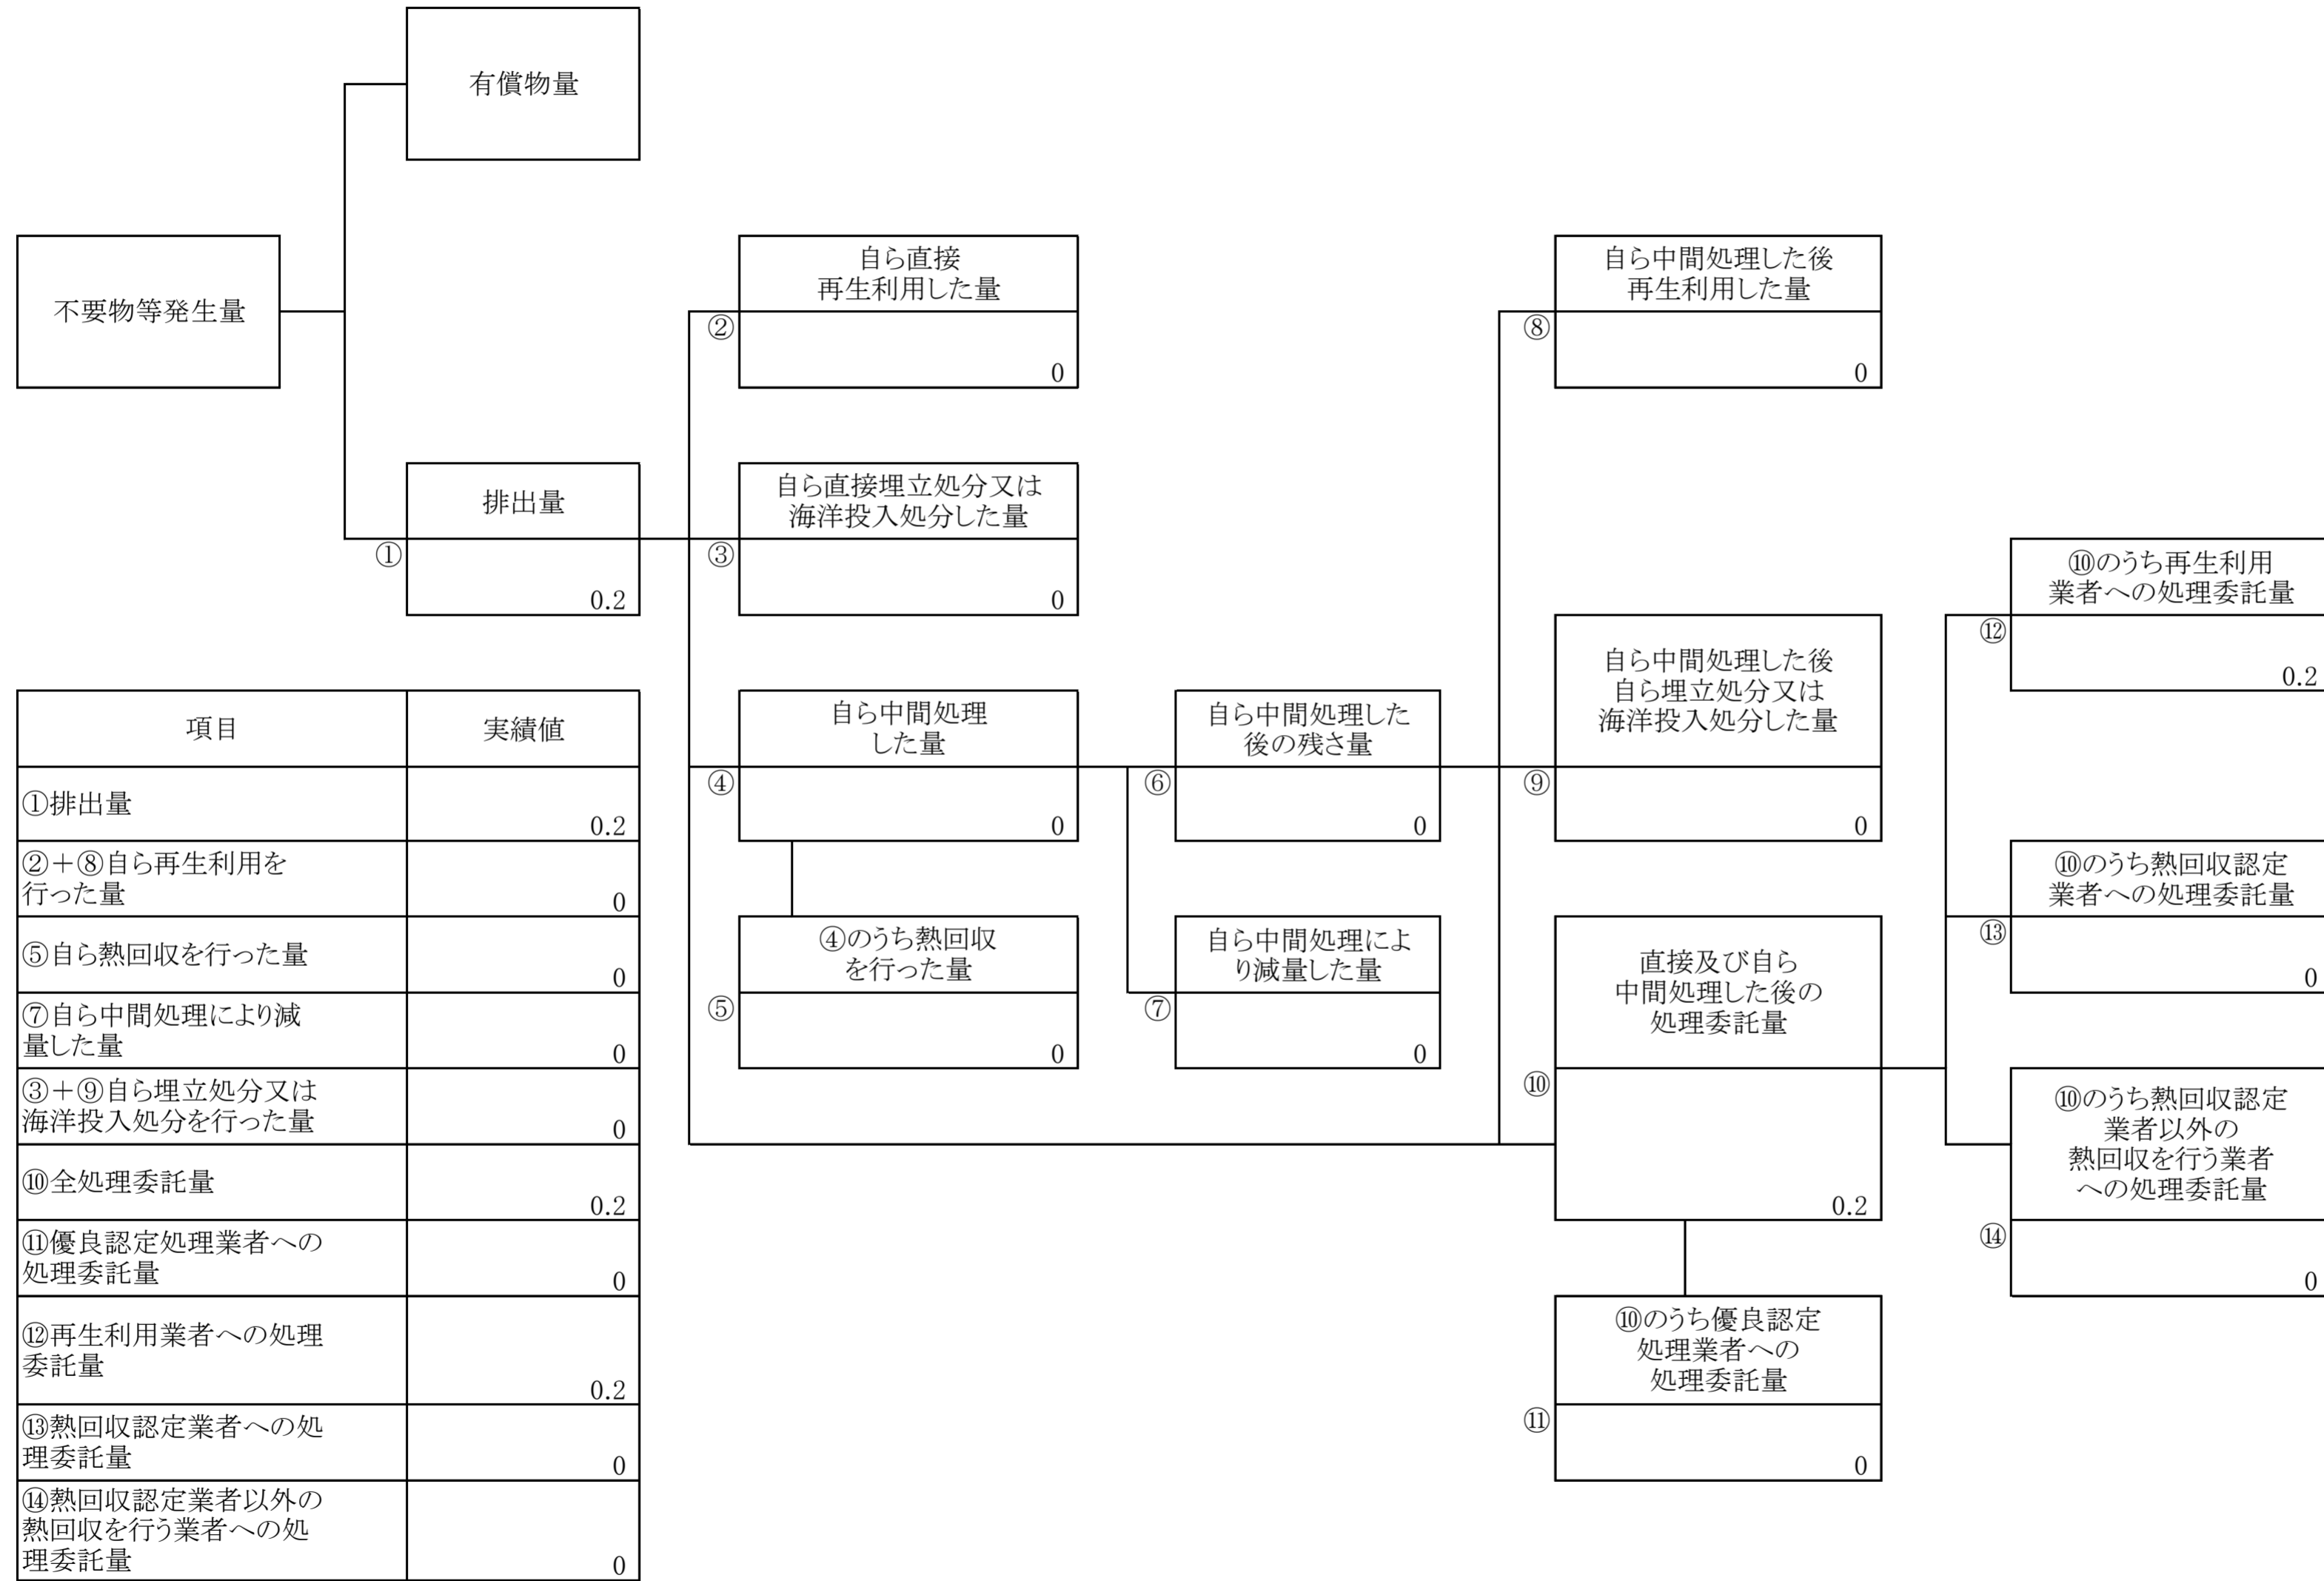 有償物量
不要物等発生量
自ら直接
再生利用した量
②
0
自ら中間処理した後
再生利用した量
⑧
0
排出量
①
0.2
自ら直接埋立処分又は
海洋投入処分した量
③
0
⑩のうち再生利用
業者への処理委託量
⑫
0.2
自ら中間処理
した量
④
0
自ら中間処理した
後の残さ量
⑥
0
自ら中間処理した後
自ら埋立処分又は
海洋投入処分した量
⑨
0
④のうち熱回収
を行った量
⑤
0
自ら中間処理によ
り減量した量
⑦
0
直接及び自ら
中間処理した後の
処理委託量
⑩
0.2
⑩のうち熱回収認定
業者への処理委託量
⑬
0
⑩のうち熱回収認定
業者以外の
熱回収を行う業者
への処理委託量
⑭
0
⑩のうち優良認定
処理業者への
処理委託量
⑪
0
項目 実績値
①排出量
0.2
②＋⑧自ら再生利用を
行った量
0
⑤自ら熱回収を行った量
0
⑦自ら中間処理により減
量した量
0
③＋⑨自ら埋立処分又は
海洋投入処分を行った量
0
⑩全処理委託量
0.2
⑪優良認定処理業者への
処理委託量
0
⑫再生利用業者への処理
委託量
0.2
⑬熱回収認定業者への処
理委託量
0
⑭熱回収認定業者以外の
熱回収を行う業者への処
理委託量
0